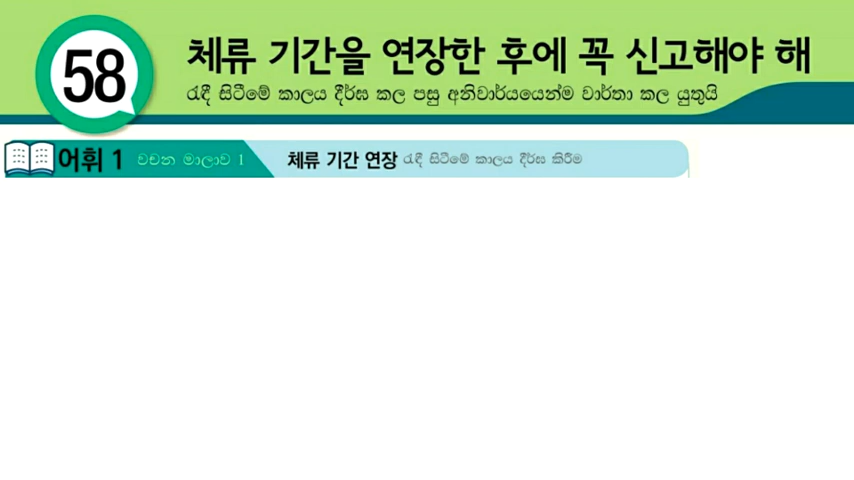 58
체류 기간을 연장한 후에 꼭 신고해야 해
රැඳී සිටීමේ කාලය දීර්ඝ කල පසු අනිවාර්යයෙන්ම වාර්තා කල යුතුයි
어휘 1 වචන මාලාව 1 체류 기간 연장 රැඳී සිටීමේ කාලය දීර්ඝ කිරීම